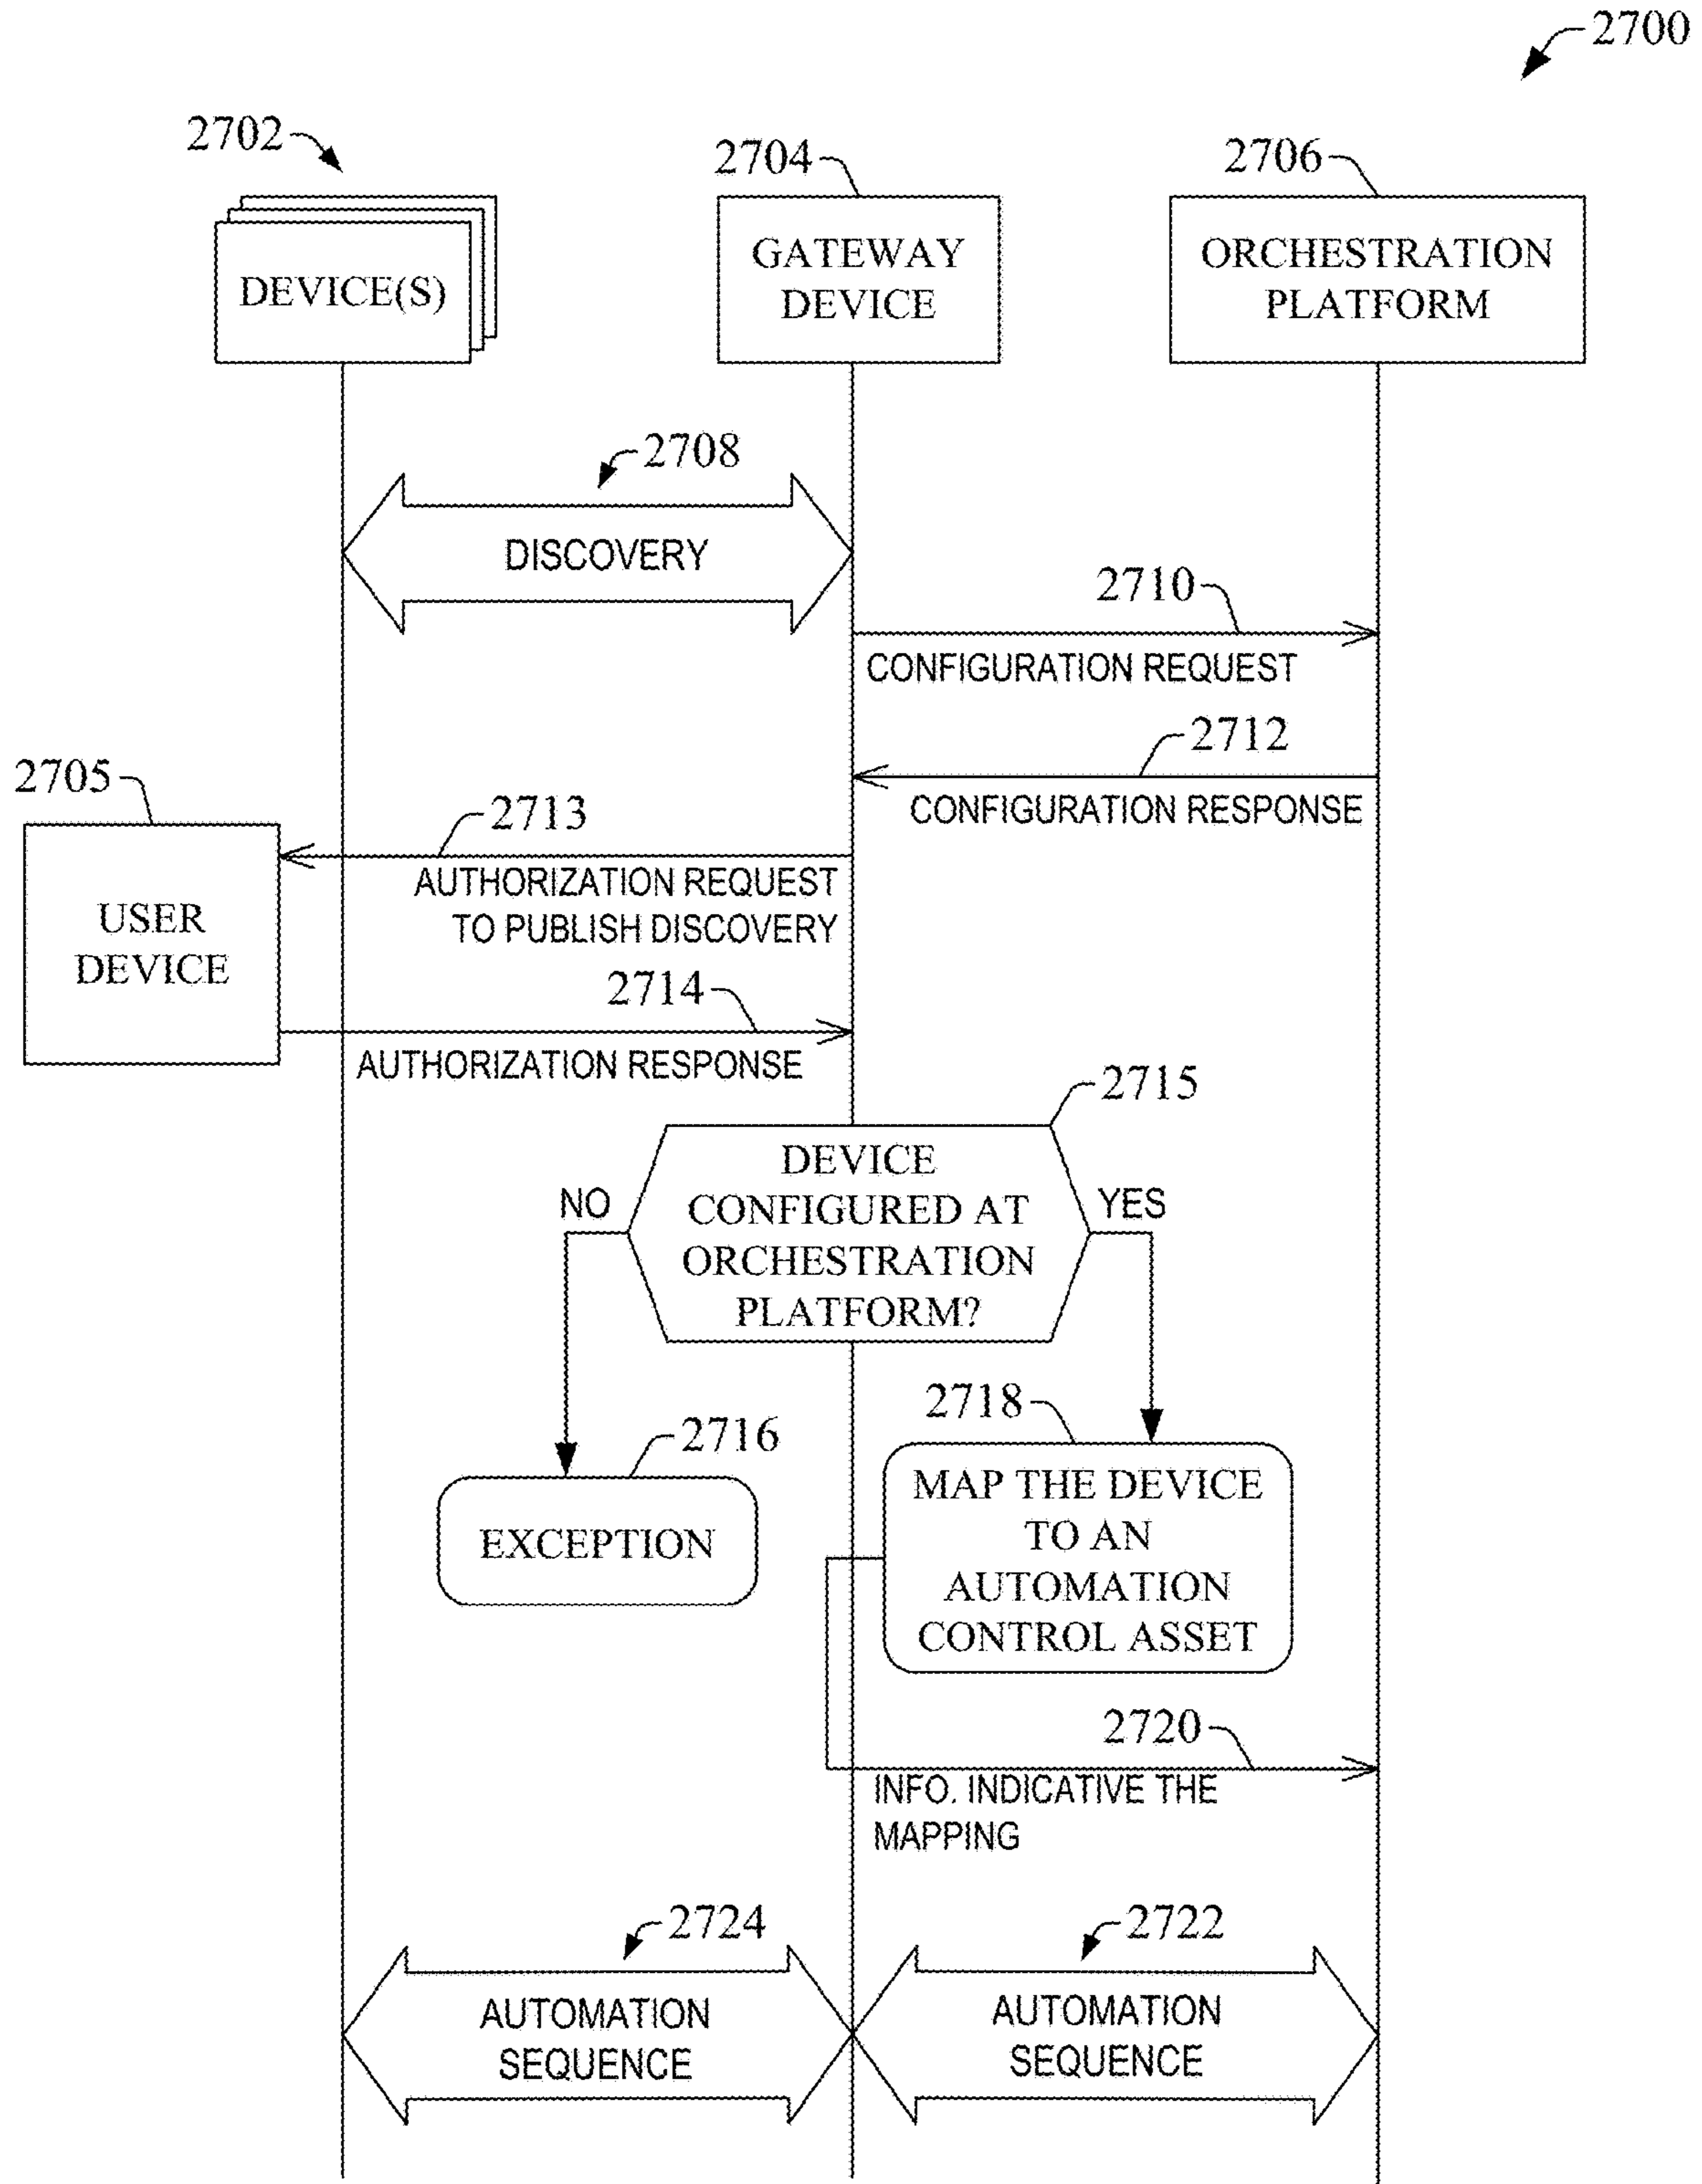 2700
2702
2704
2706
DEVICE(S)
GATEWAY
DEVICE
ORCHESTRATION
PLATFORM
2708
DISCOVERY
2710
CONFIGURATION REQUEST
2712
CONFIGURATION RESPONSE
2705
USER
DEVICE
2713
AUTHORIZATION REQUEST
TO PUBLISH DISCOVERY
2714
AUTHORIZATION RESPONSE
2715
DEVICE
CONFIGURED AT
ORCHESTRATION
PLATFORM?
NO
YES
2716
EXCEPTION
2718
MAP THE DEVICE
TO AN
AUTOMATION
CONTROL ASSET
2720
INFO. INDICATIVE THE
MAPPING
2724
AUTOMATION
SEQUENCE
2722
AUTOMATION
SEQUENCE